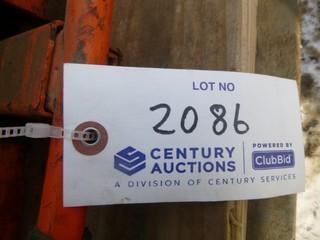 LOT NO
2086
CENTURY AUCTIONS
POWERED BY ClubBid
A DIVISION OF CENTURY SERVICES